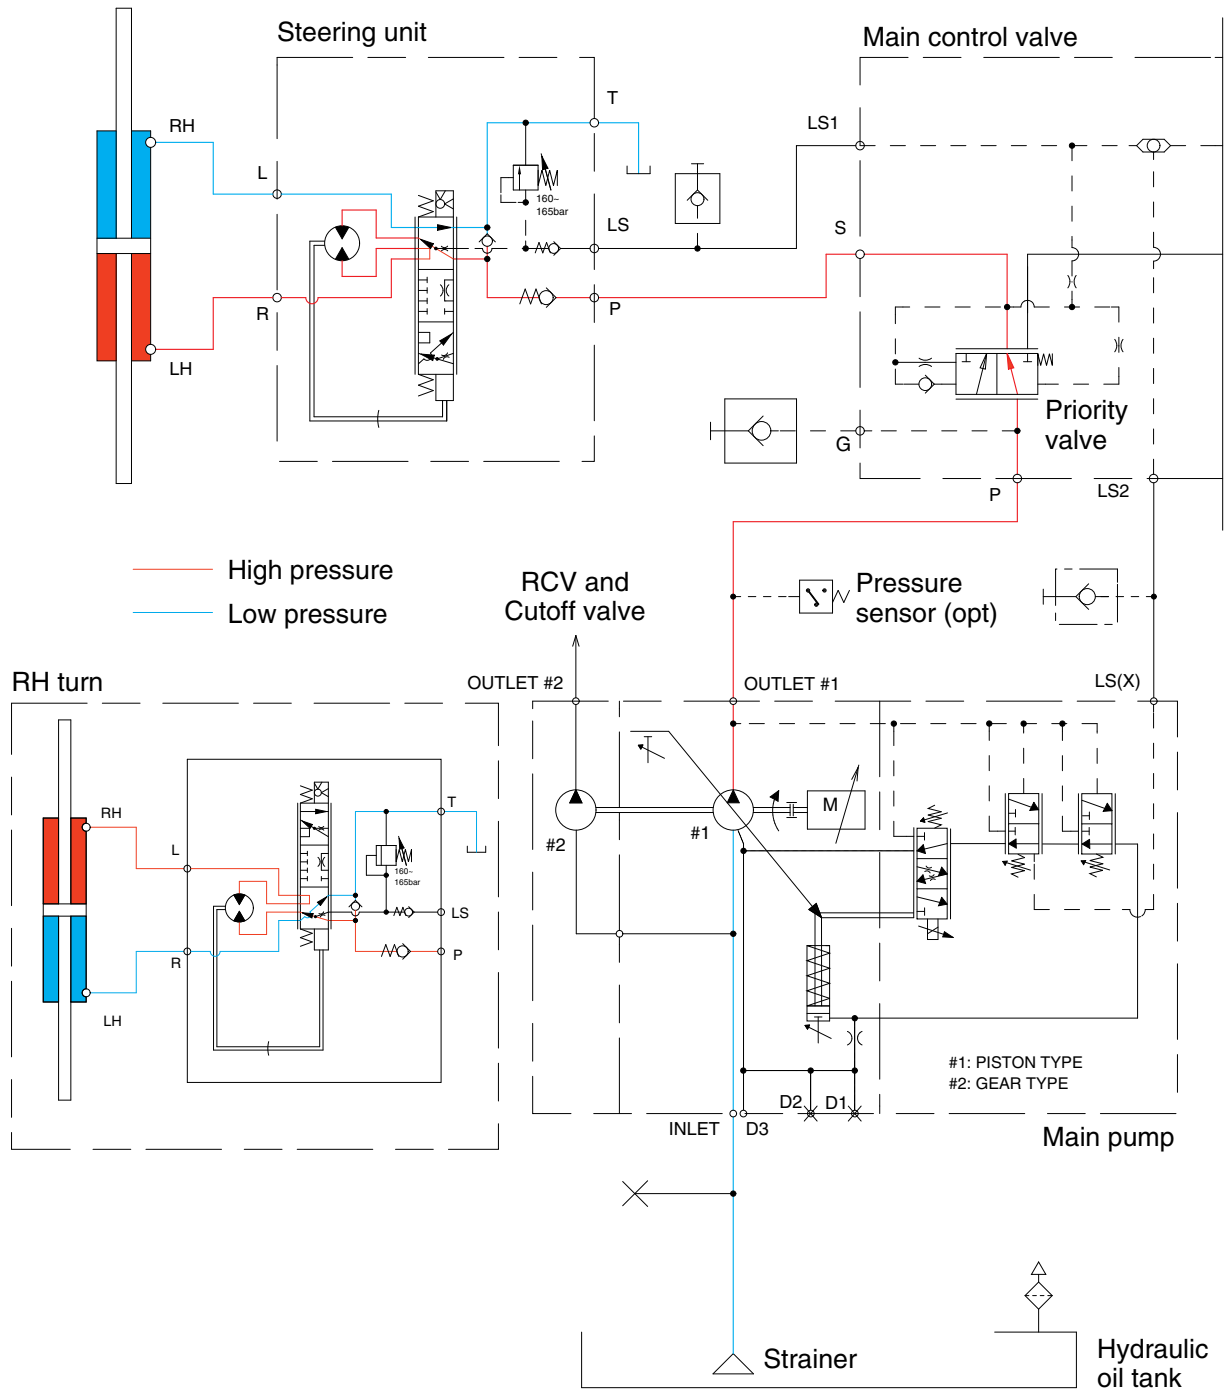 Steering unit
Main control valve
T
RH
LS1
L
160~
165bar
LS
S
R
P
LH
Priority
valve
G
P
LS2
High pressure
Low pressure
RCV and
Cutoff valve
Pressure
sensor (opt)
RH turn
OUTLET #2
OUTLET #1
LS(X)
RH
T
L
M
#2
#1
160~
165bar
LS
R
P
LH
#1: PISTON TYPE
#2: GEAR TYPE
D2
D1
INLET
D3
Main pump
Strainer
Hydraulic
oil tank